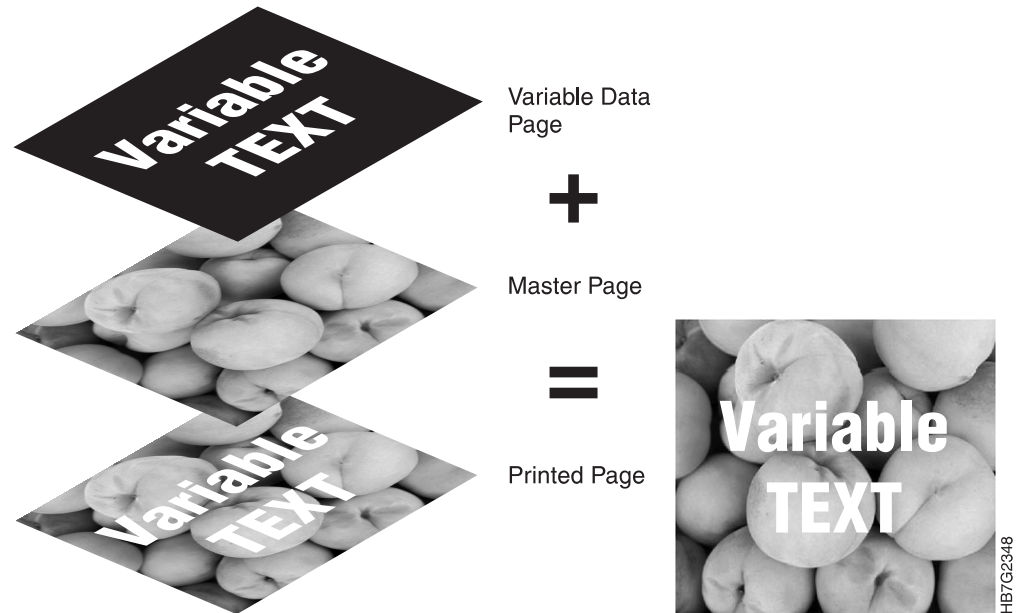 Variable
TEXT
Variable Data
Page
+
Master Page
=
Variable
TEXT
Printed Page
Variable
TEXT
HB7G2348